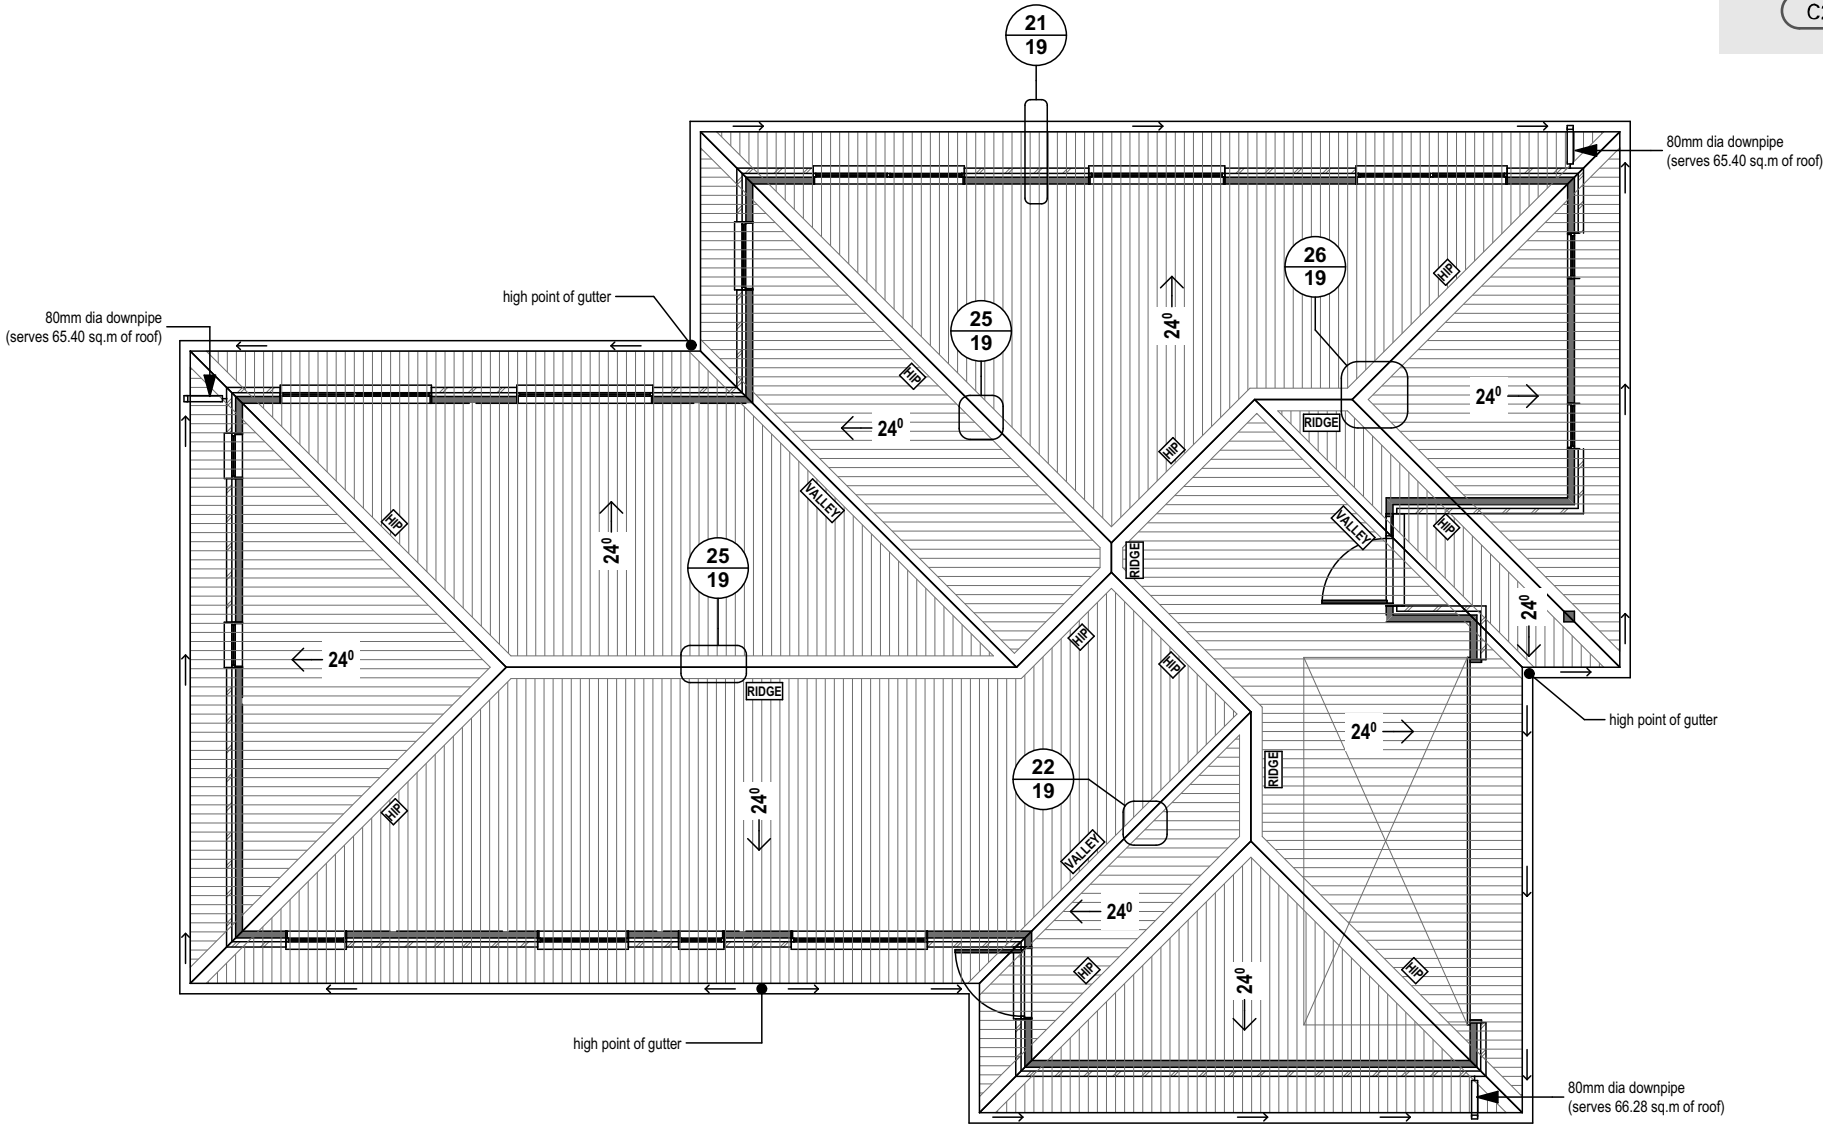 C2
21
19
80mm dia downpipe
(serves 65.40 sq.m of roof)
26
19
HIP
high point of gutter
80mm dia downpipe
(serves 65.40 sq.m of roof)
25
19
24⁰
HIP
24⁰
24⁰
RIDGE
HIP
VALLEY
HIP
VALLEY
HIP
24⁰
25
19
RIDGE
24⁰
HIP
HIP
24⁰
RIDGE
high point of gutter
24⁰
22
19
RIDGE
24⁰
HIP
VALLEY
24⁰
HIP
24⁰
HIP
high point of gutter
80mm dia downpipe
(serves 66.28 sq.m of roof)